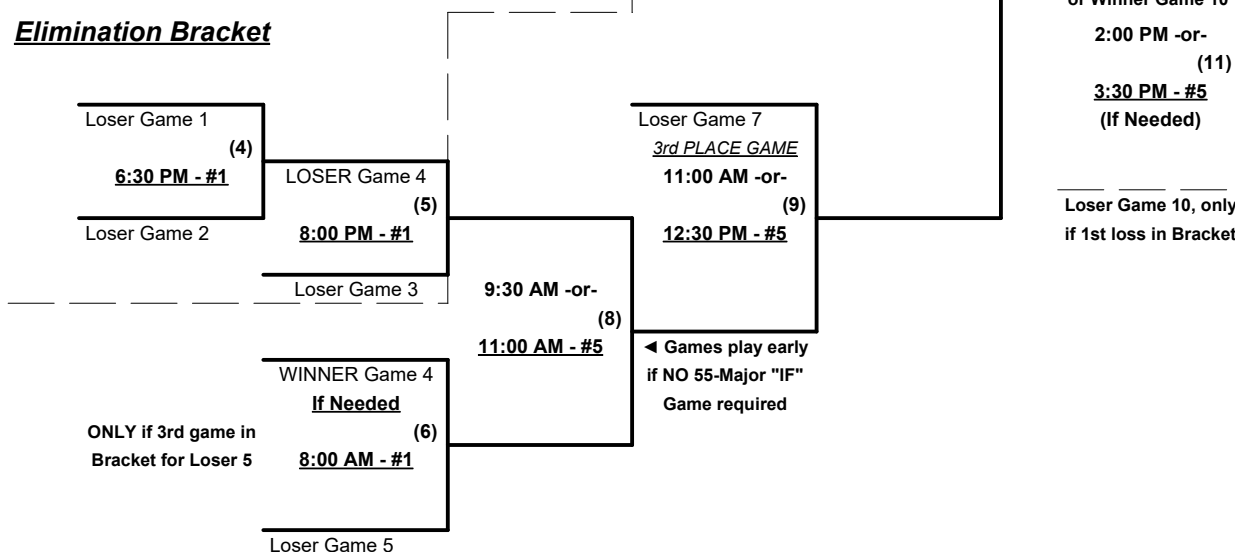 or Winner Game 10
Elimination Bracket
2:00 PM -or-
(11)
3:30 PM - #5
(If Needed)
Loser Game 1
(4)
6:30 PM - #1
Loser Game 2
LOSER Game 4
(5)
8:00 PM - #1
Loser Game 3
Loser Game 7
3rd PLACE GAME
11:00 AM -or-
(9)
12:30 PM - #5
Loser Game 10, only
if 1st loss in Bracket
9:30 AM -or-
(8)
11:00 AM - #5
◄ Games play early
if NO 55-Major "IF"
Game required
WINNER Game 4
If Needed
(6)
8:00 AM - #1
ONLY if 3rd game in
Bracket for Loser 5
Loser Game 5